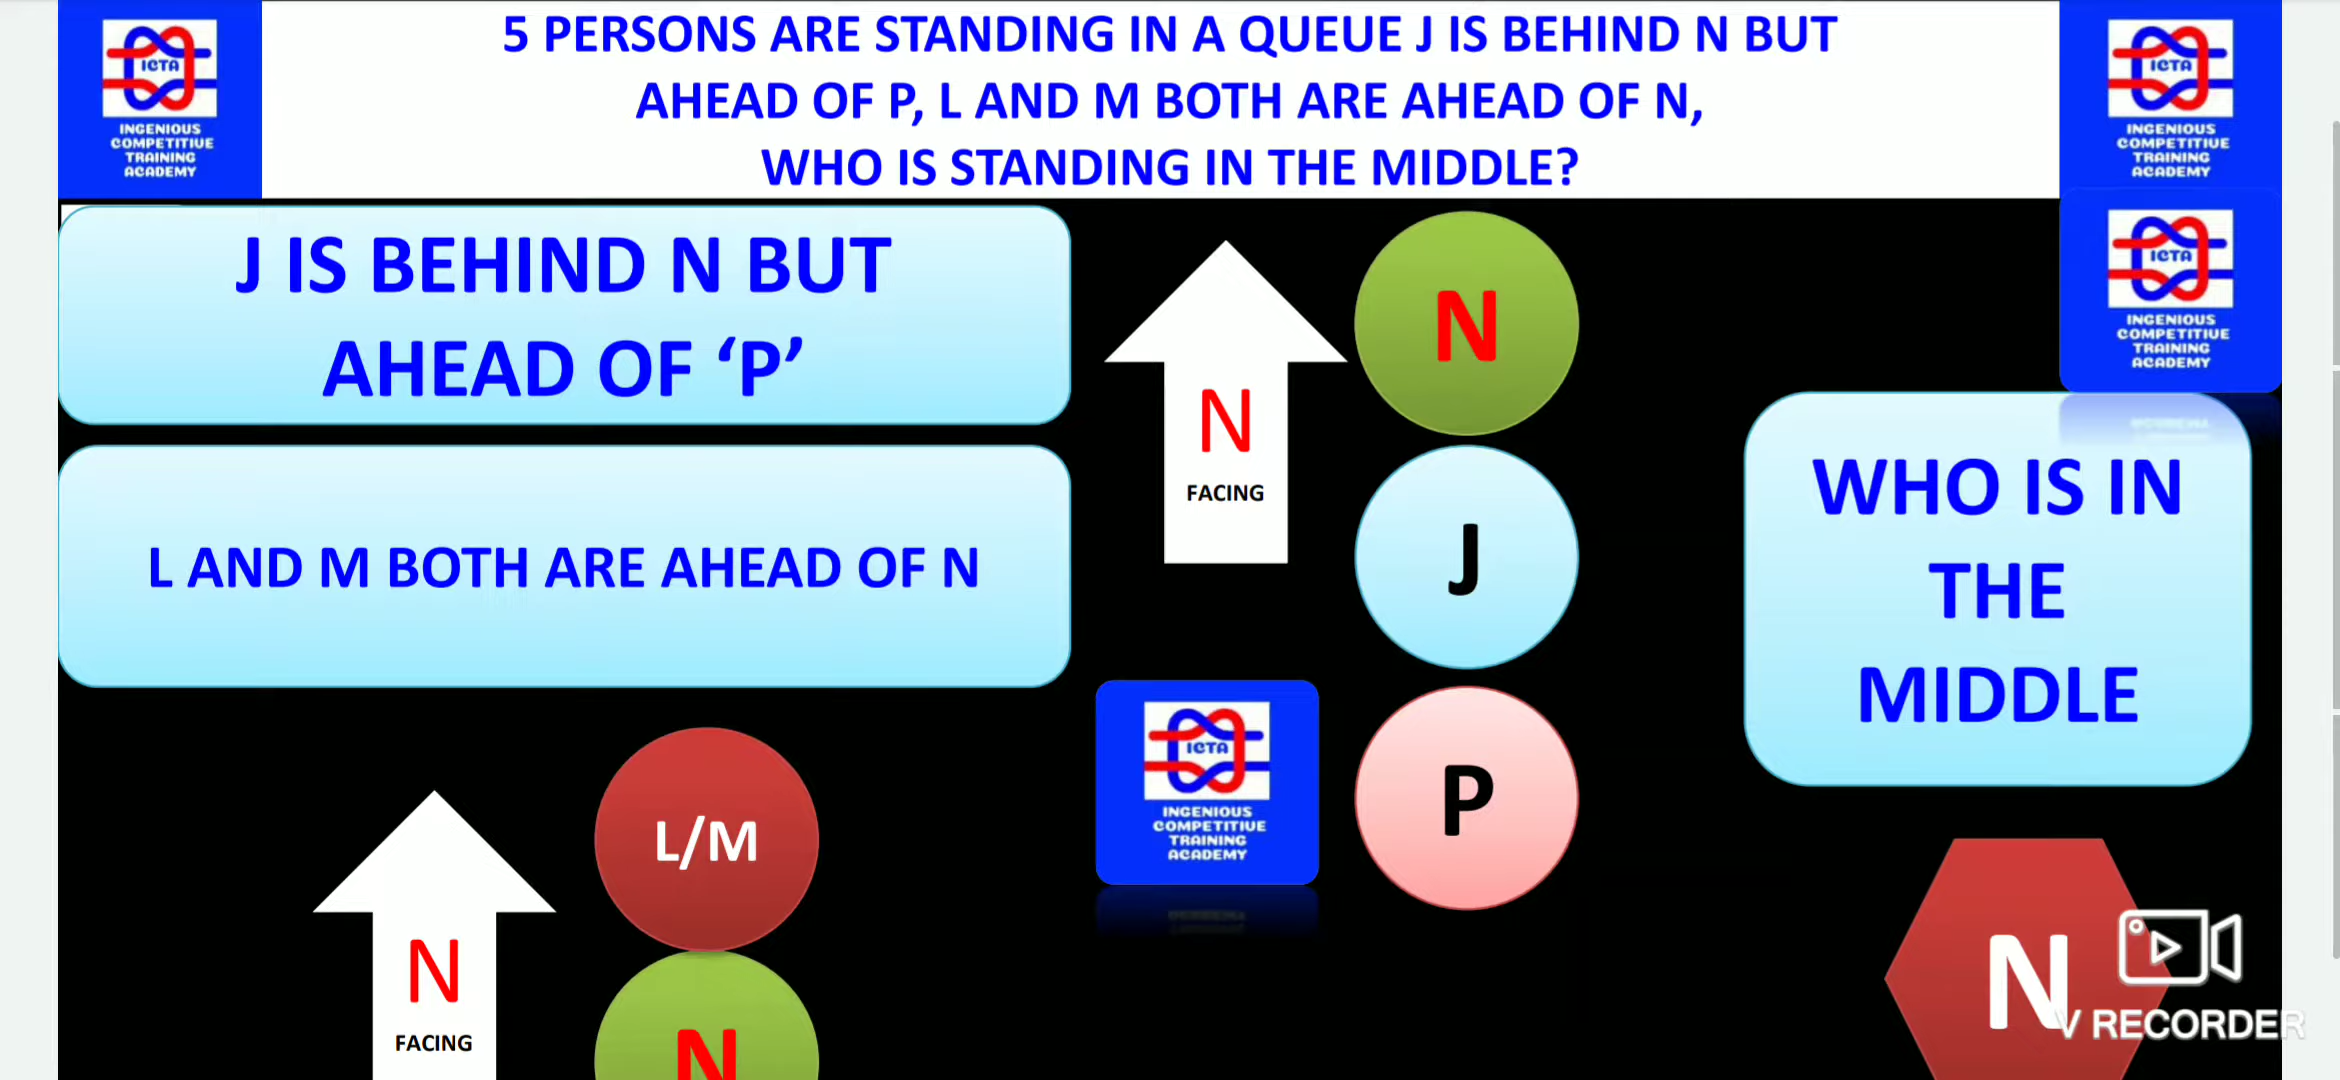 5 PERSONS ARE STANDING IN A QUEUE J IS BEHIND N BUT
AHEAD OF P, L AND M BOTH ARE AHEAD OF N,
WHO IS STANDING IN THE MIDDLE?
ICTA
INGENIOUS
COMPETITIVE
TRAINING
ACADEMY
ICTA
INGENIOUS
COMPETITIVE
TRAINING
ACADEMY
ICTA
INGENIOUS
COMPETITIVE
TRAINING
ACADEMY
J IS BEHIND N BUT
AHEAD OF ‘P’
L AND M BOTH ARE AHEAD OF N
N
FACING
N
J
P
WHO IS IN
THE
MIDDLE
ICTA
INGENIOUS
COMPETITIVE
TRAINING
ACADEMY
L/M
N
FACING
N
N
V RECORDER